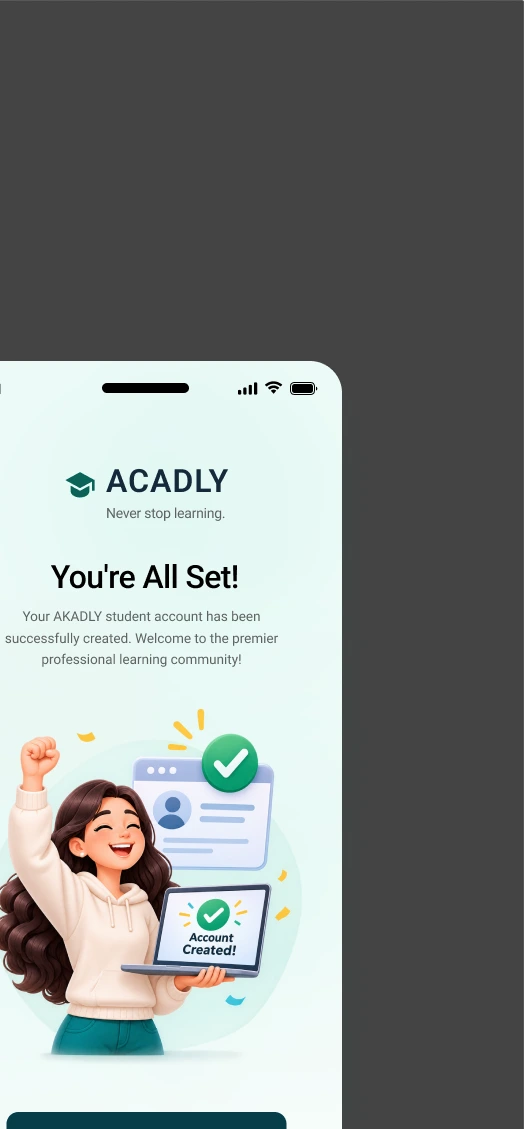 ACADLY
Never stop learning.
You're All Set!
Your AKADLY student account has been
successfully created. Welcome to the premier
professional learning community!
Account
Created!